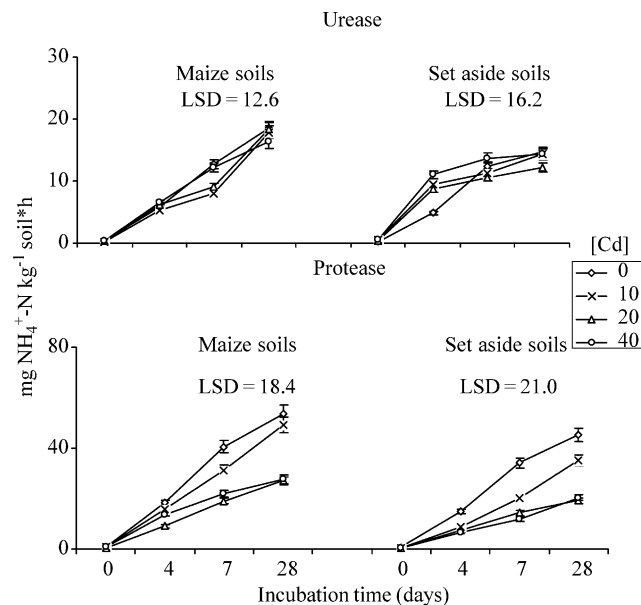 Urease
Maize soils
LSD = 12.6
Set aside soils
LSD = 16.2
30
20
10
0
mg NH₄⁺-N kg⁻¹ soil*h
[Cd]
0
10
20
40
Protease
Maize soils
LSD = 18.4
Set aside soils
LSD = 21.0
80
40
0
0 4 7 28 0 4 7 28
Incubation time (days)